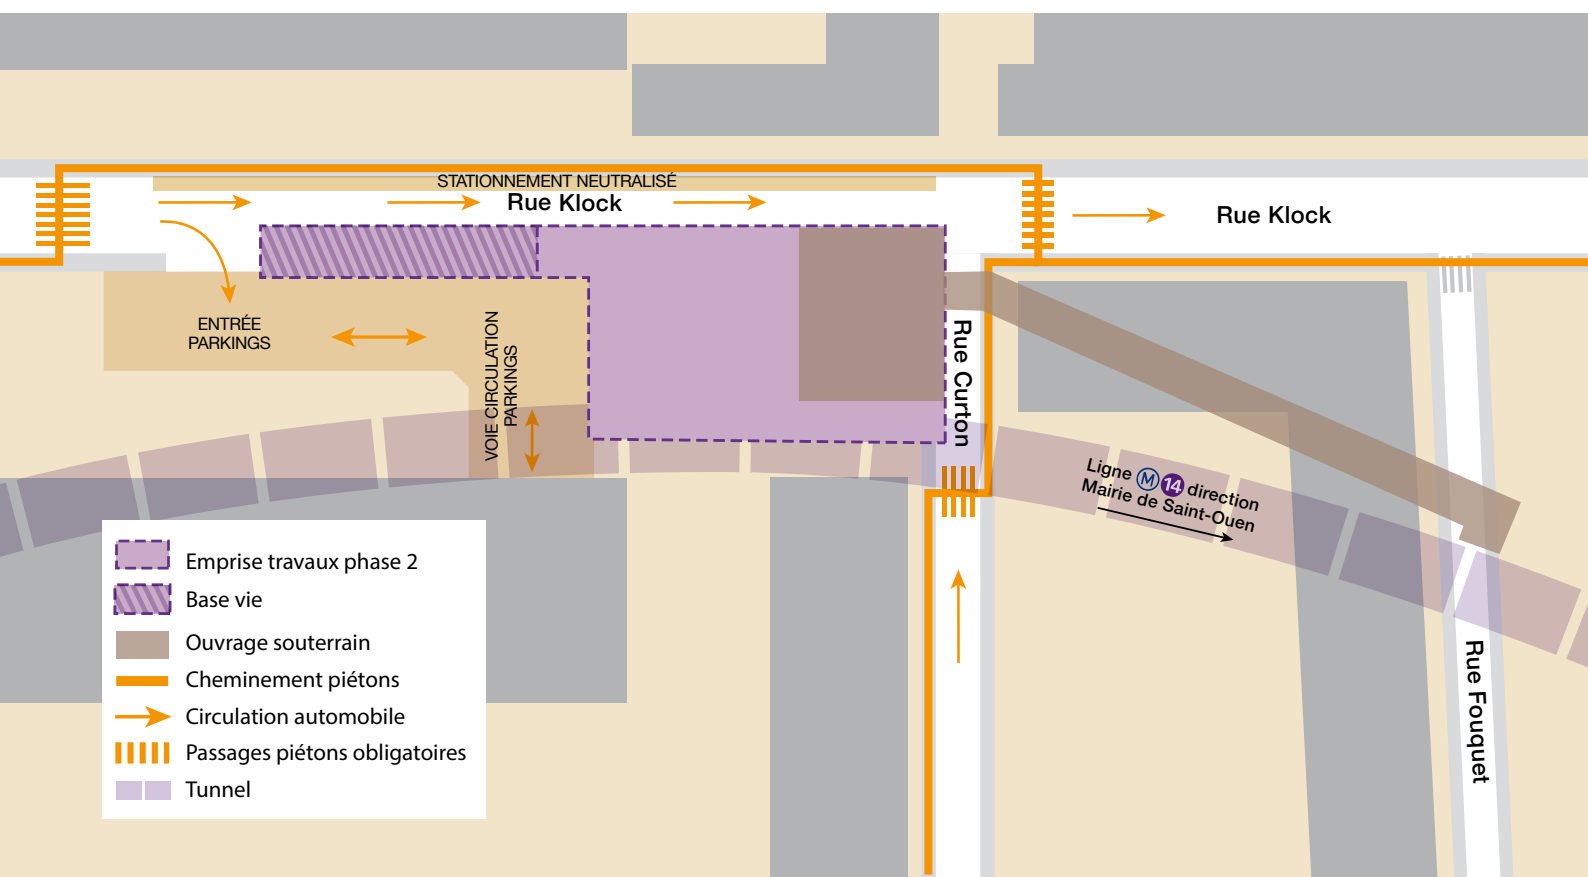 STATIONNEMENT NEUTRALISÉ
Rue Klock
Rue Klock
ENTRÉE
PARKINGS
VOIE CIRCULATION
PARKINGS
Rue Curton
Ligne M 14 direction
Mairie de Saint-Ouen
Rue Fouquet
Emprise travaux phase 2
Base vie
Ouvrage souterrain
Cheminement piétons
Circulation automobile
Passages piétons obligatoires
Tunnel